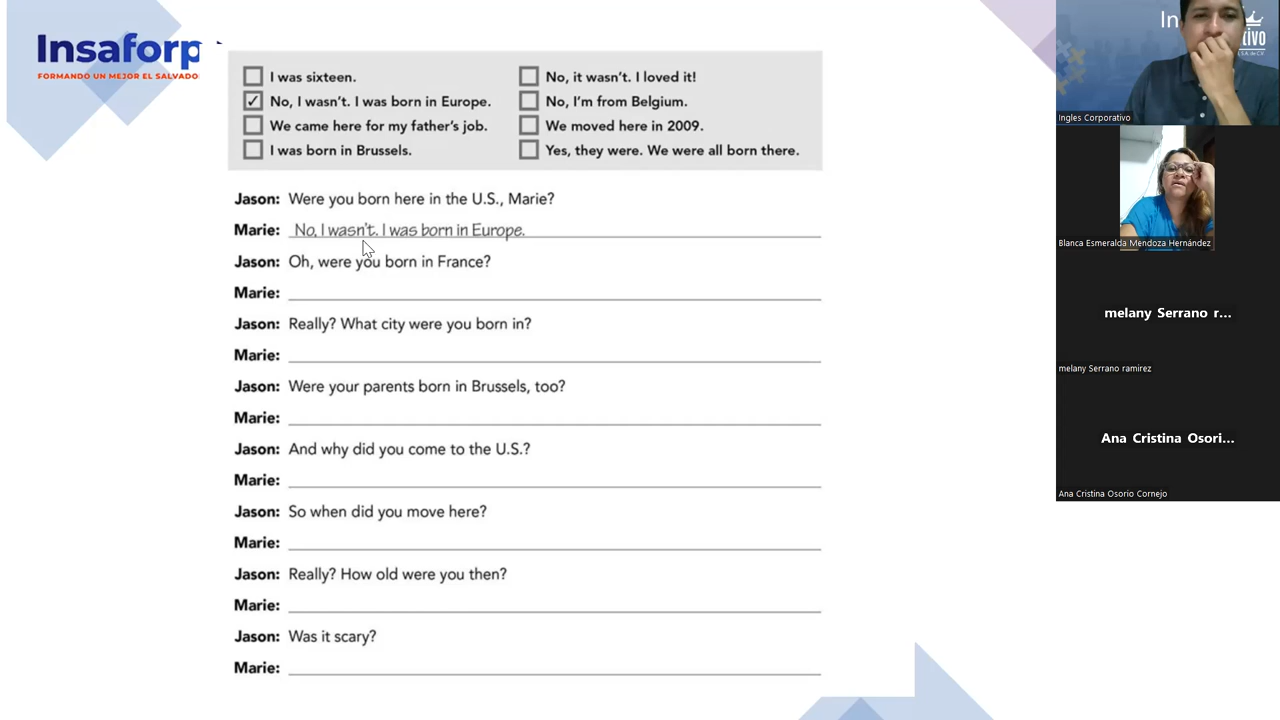 Insaforp
FORMANDO UN MEJOR EL SALVADO
I was sixteen.
No, I wasn't. I was born in Europe.
We came here for my father's job.
I was born in Brussels.
No, it wasn't. I loved it!
No, I'm from Belgium.
We moved here in 2009.
Yes, they were. We were all born there.
Jason: Were you born here in the U.S., Marie?
Marie: No, I wasn't. I was born in Europe.
Jason: Oh, were you born in France?
Marie:
Jason: Really? What city were you born in?
Marie:
Jason: Were your parents born in Brussels, too?
Marie:
Jason: And why did you come to the U.S.?
Marie:
Jason: So when did you move here?
Marie:
Jason: Really? How old were you then?
Marie:
Jason: Was it scary?
Marie:
In
tivo
Ingles Corporativo
Blanca Esmeralda Mendoza Hernández
melany Serrano r...
melany Serrano ramirez
Ana Cristina Osori...
Ana Cristina Osorio Cornejo